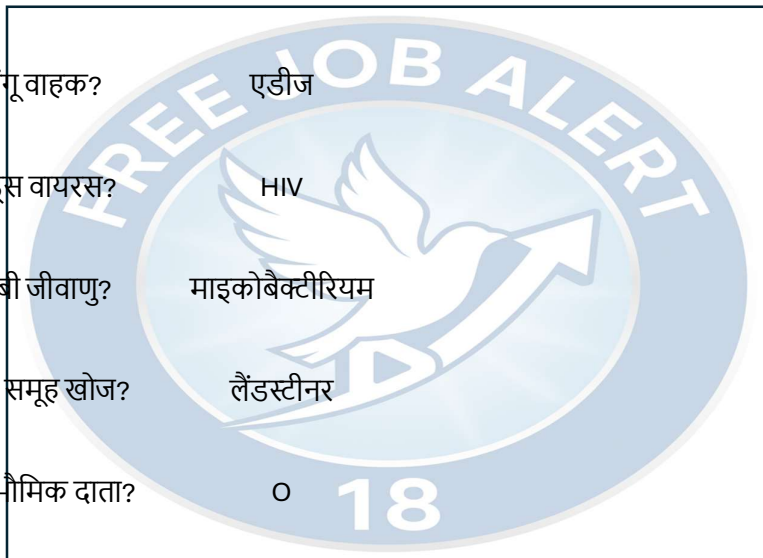 वाहक? एडीज
वायरस? HIV
जीवाणु? माइकोबैक्टीरियम
समूह खोज? लैंडस्टीनर
दाता? O
FREE JOB ALERT
18